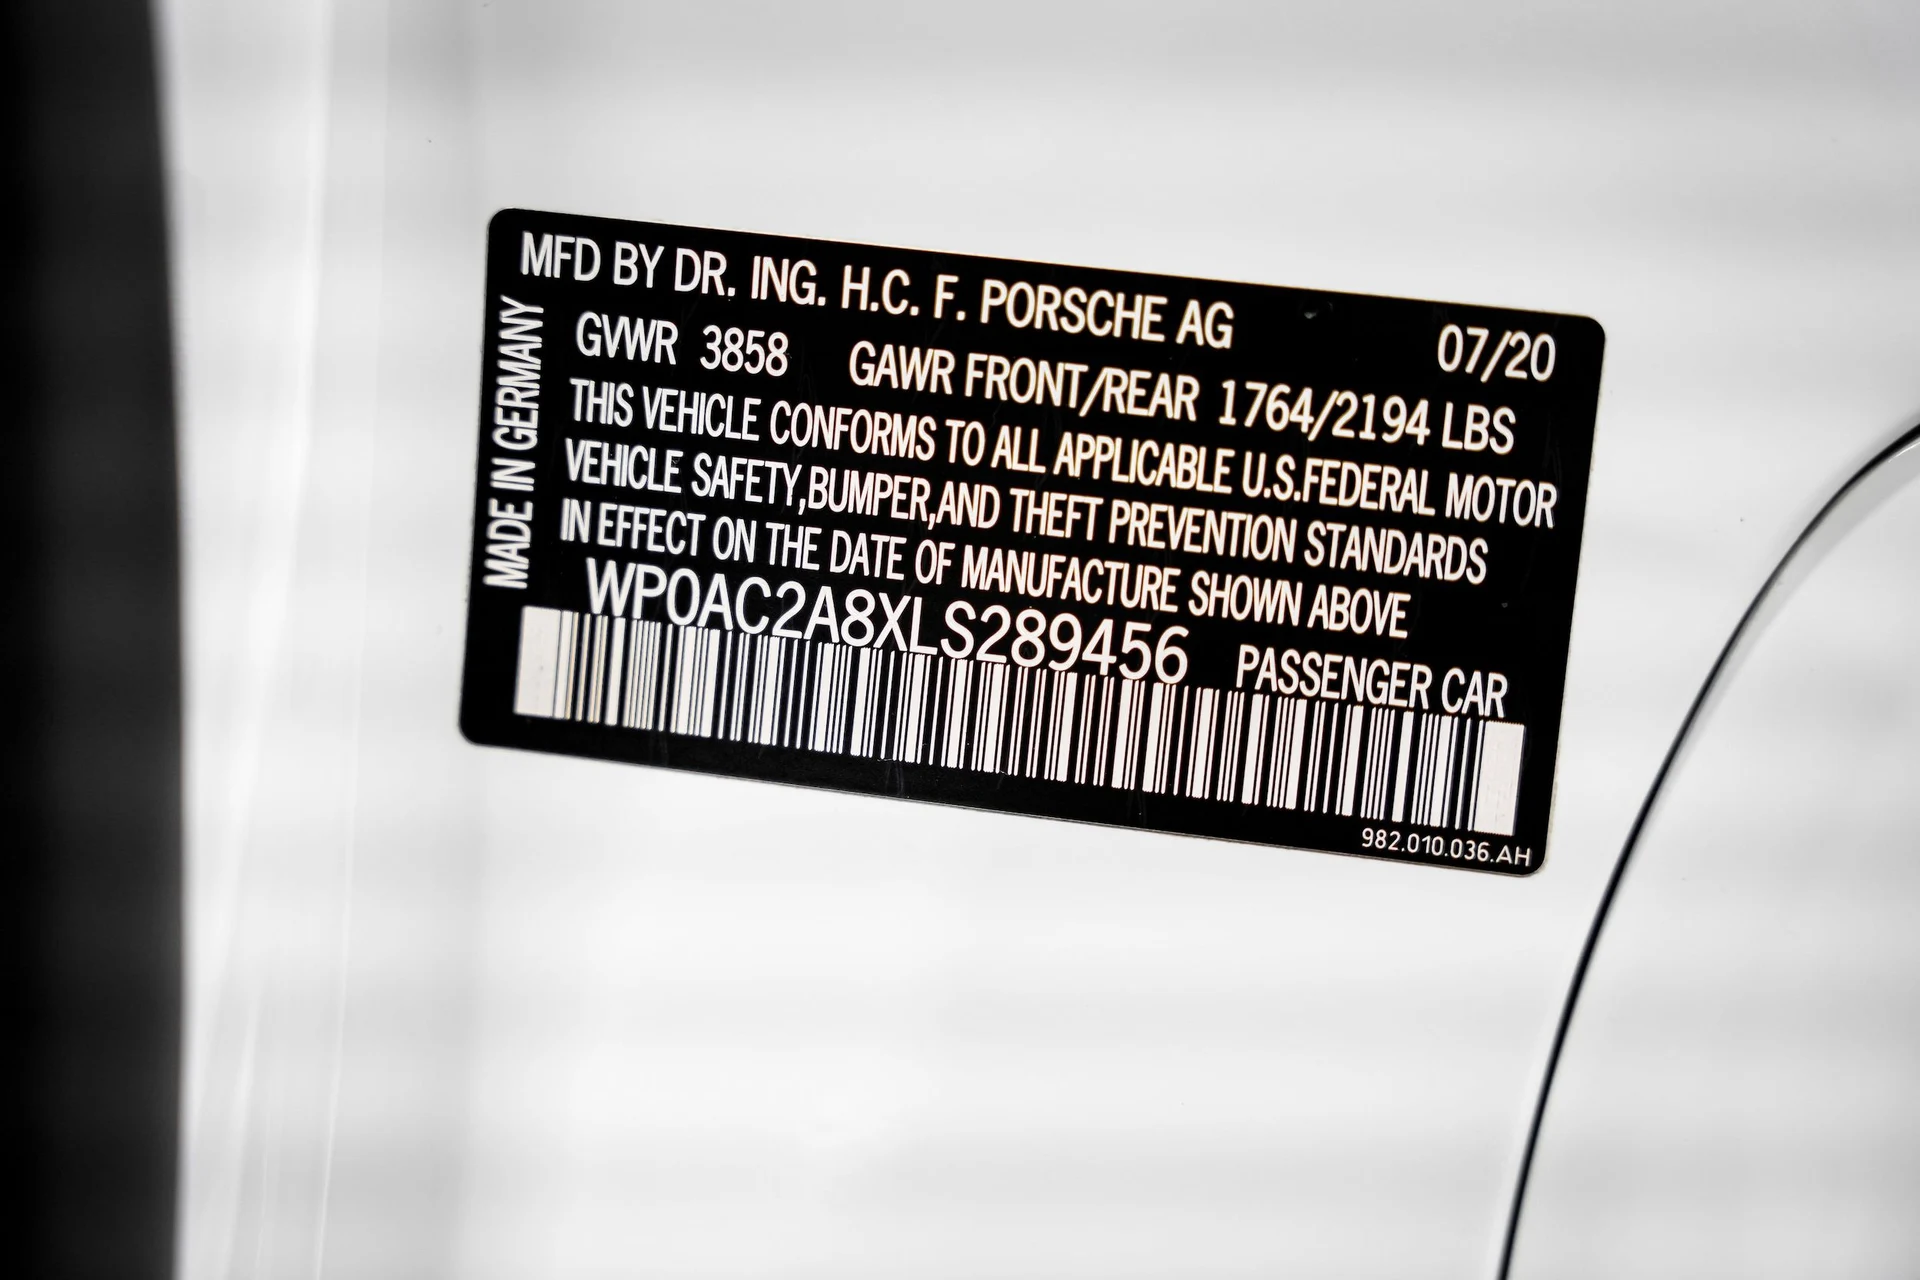 MFD BY DR. ING. H.C. F. PORSCHE AG 07/20
MADE IN GERMANY
GVWR 3858 GAWR FRONT/REAR 1764/2194 LBS
THIS VEHICLE CONFORMS TO ALL APPLICABLE U.S.FEDERAL MOTOR
VEHICLE SAFETY,BUMPER,AND THEFT PREVENTION STANDARDS
IN EFFECT ON THE DATE OF MANUFACTURE SHOWN ABOVE
WP0AC2A8XLS289456 PASSENGER CAR
982.010.036.AH